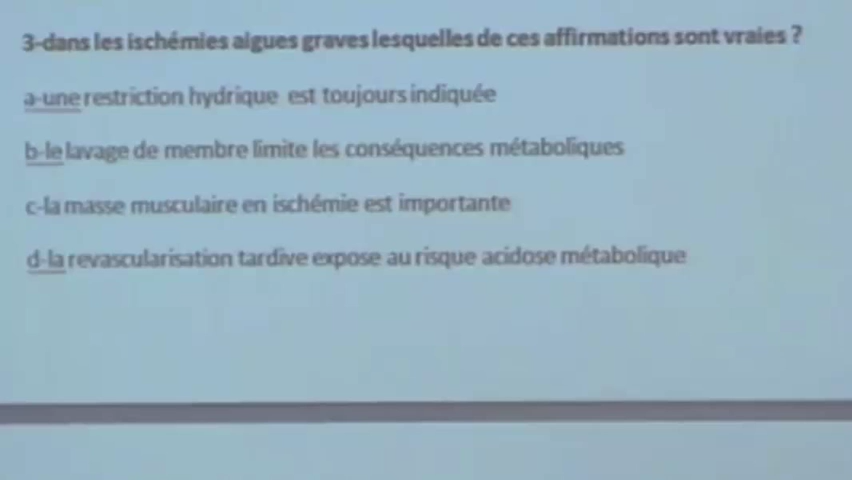 3-dans les ischémies aigues graves lesquelles de ces affirmations sont vraies ?
a-une restriction hydrique est toujours indiquée
b-le lavage de membre limite les conséquences métaboliques
c-la masse musculaire en ischémie est importante
d-la revascularisation tardive expose au risque acidose métabolique